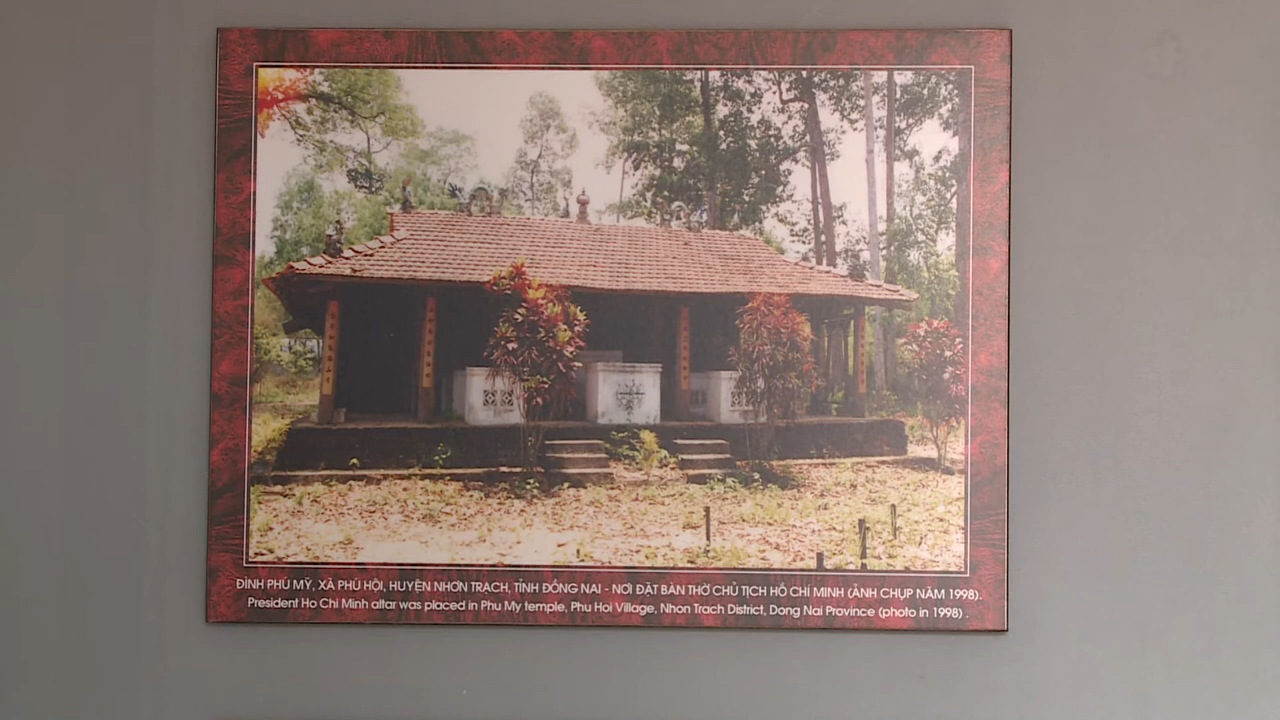 ĐÌNH PHÚ MỸ, XÃ PHÚ HỘI, HUYỆN NHƠN TRẠCH, TỈNH ĐỒNG NAI - NƠI ĐẶT BÀN THỜ CHỦ TỊCH HỒ CHÍ MINH (ẢNH CHỤP NĂM 1998).
President Ho Chi Minh altar was placed in Phu My temple, Phu Hoi Village, Nhon Trach District, Dong Nai Province (photo in 1998) .